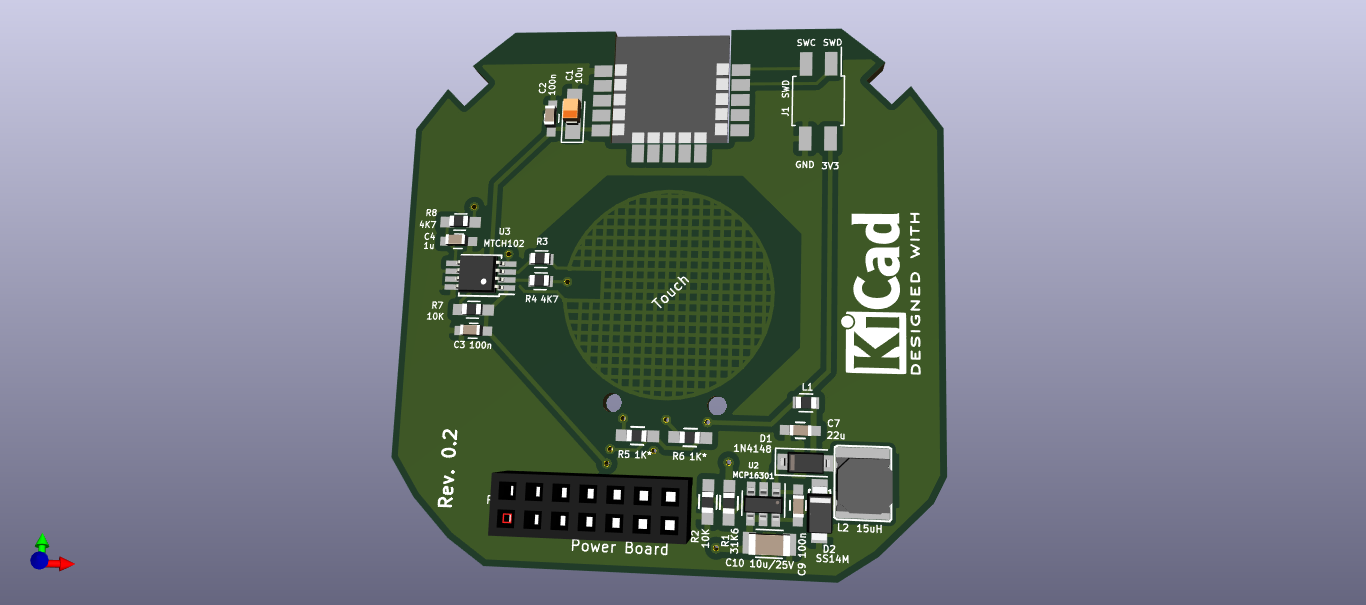 SWC SWD
C1
10u
C2
100n
J1 SWD
GND 3V3
R8
4K7
C4
1u
U3
MTCH102
R3
R4 4K7
R7
10K
C3 100n
Touch
KiCad
DESIGNED WITH
L1
C7
22u
D1
1N4148
R5 1K*
R6 1K*
U2
MCP16301
Rev. 0.2
L2 15uH
R2
10K
R1
31K6
Power Board
C10 10u/25V
C9 100n
D2
SS14M